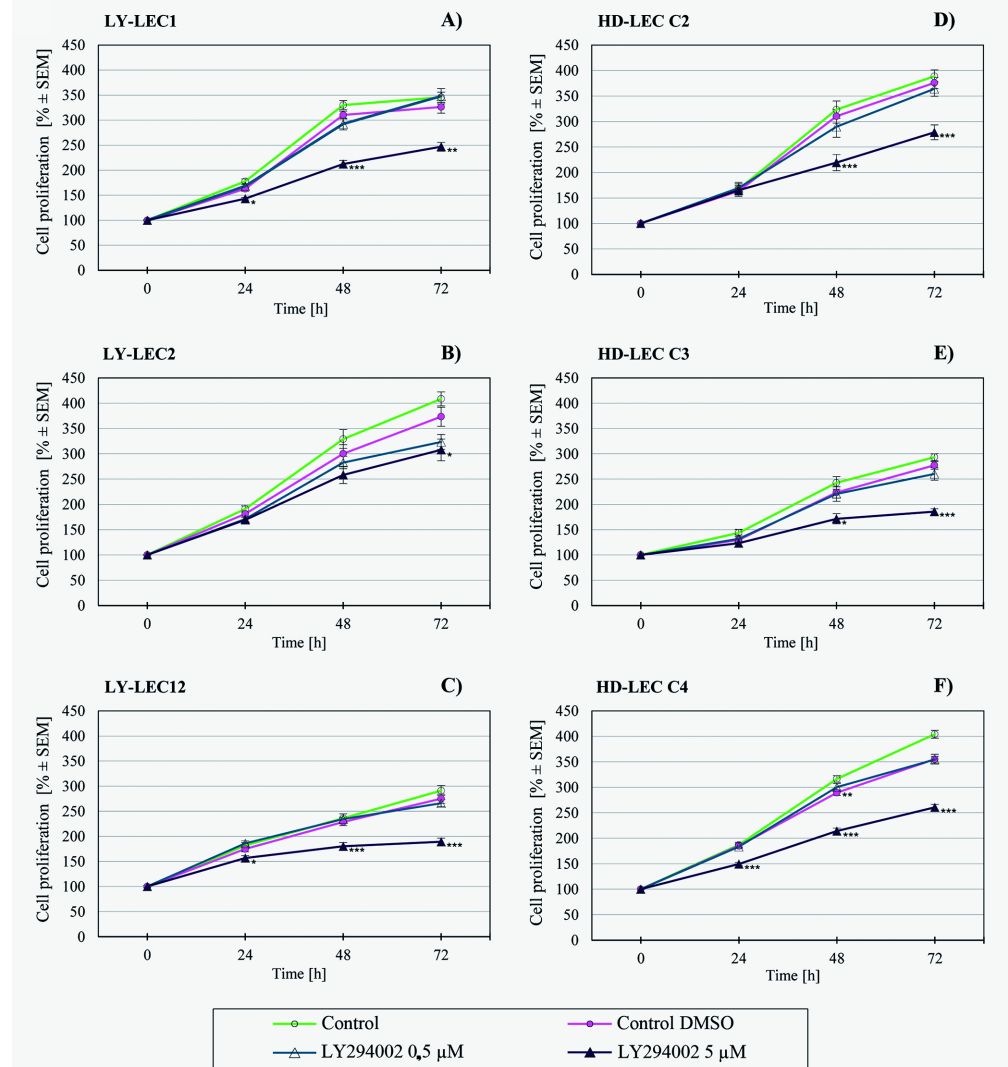 LY-LEC1 A)
Cell proliferation [% ± SEM]
450
400
350
300
250
200
150
100
50
0
* *** **
0 24 48 72
Time [h]
HD-LEC C2 D)
Cell proliferation [% ± SEM]
450
400
350
300
250
200
150
100
50
0
*** ***
0 24 48 72
Time [h]
LY-LEC2 B)
Cell proliferation [% ± SEM]
450
400
350
300
250
200
150
100
50
0
*
0 24 48 72
Time [h]
HD-LEC C3 E)
Cell proliferation [% ± SEM]
450
400
350
300
250
200
150
100
50
0
* ***
0 24 48 72
Time [h]
LY-LEC12 C)
Cell proliferation [% ± SEM]
450
400
350
300
250
200
150
100
50
0
* *** ***
0 24 48 72
Time [h]
HD-LEC C4 F)
Cell proliferation [% ± SEM]
450
400
350
300
250
200
150
100
50
0
**
*** *** ***
0 24 48 72
Time [h]
Control Control DMSO
LY294002 0,5 µM LY294002 5 µM